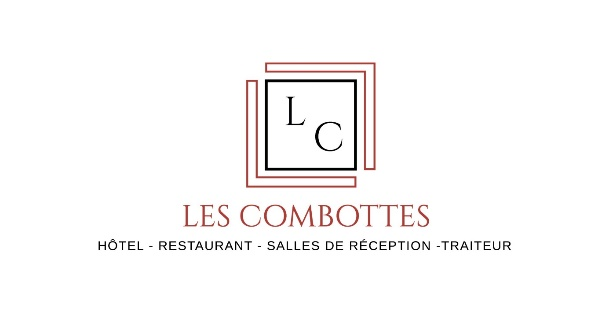 L
C
LES COMBOTTES
HÔTEL - RESTAURANT - SALLES DE RÉCEPTION -TRAITEUR